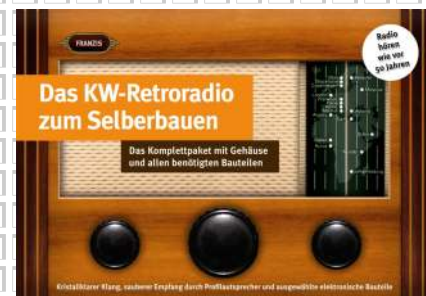 FRANZIS
Radio
hören
wie vor
50 Jahren
Das KW-Retroradio
zum Selberbauen
Das Komplettpaket mit Gehäuse
und allen benötigten Bauteilen
Kristallklarer Klang, sauberer Empfang durch Profilautsprecher und ausgewählte elektronische Bauteile